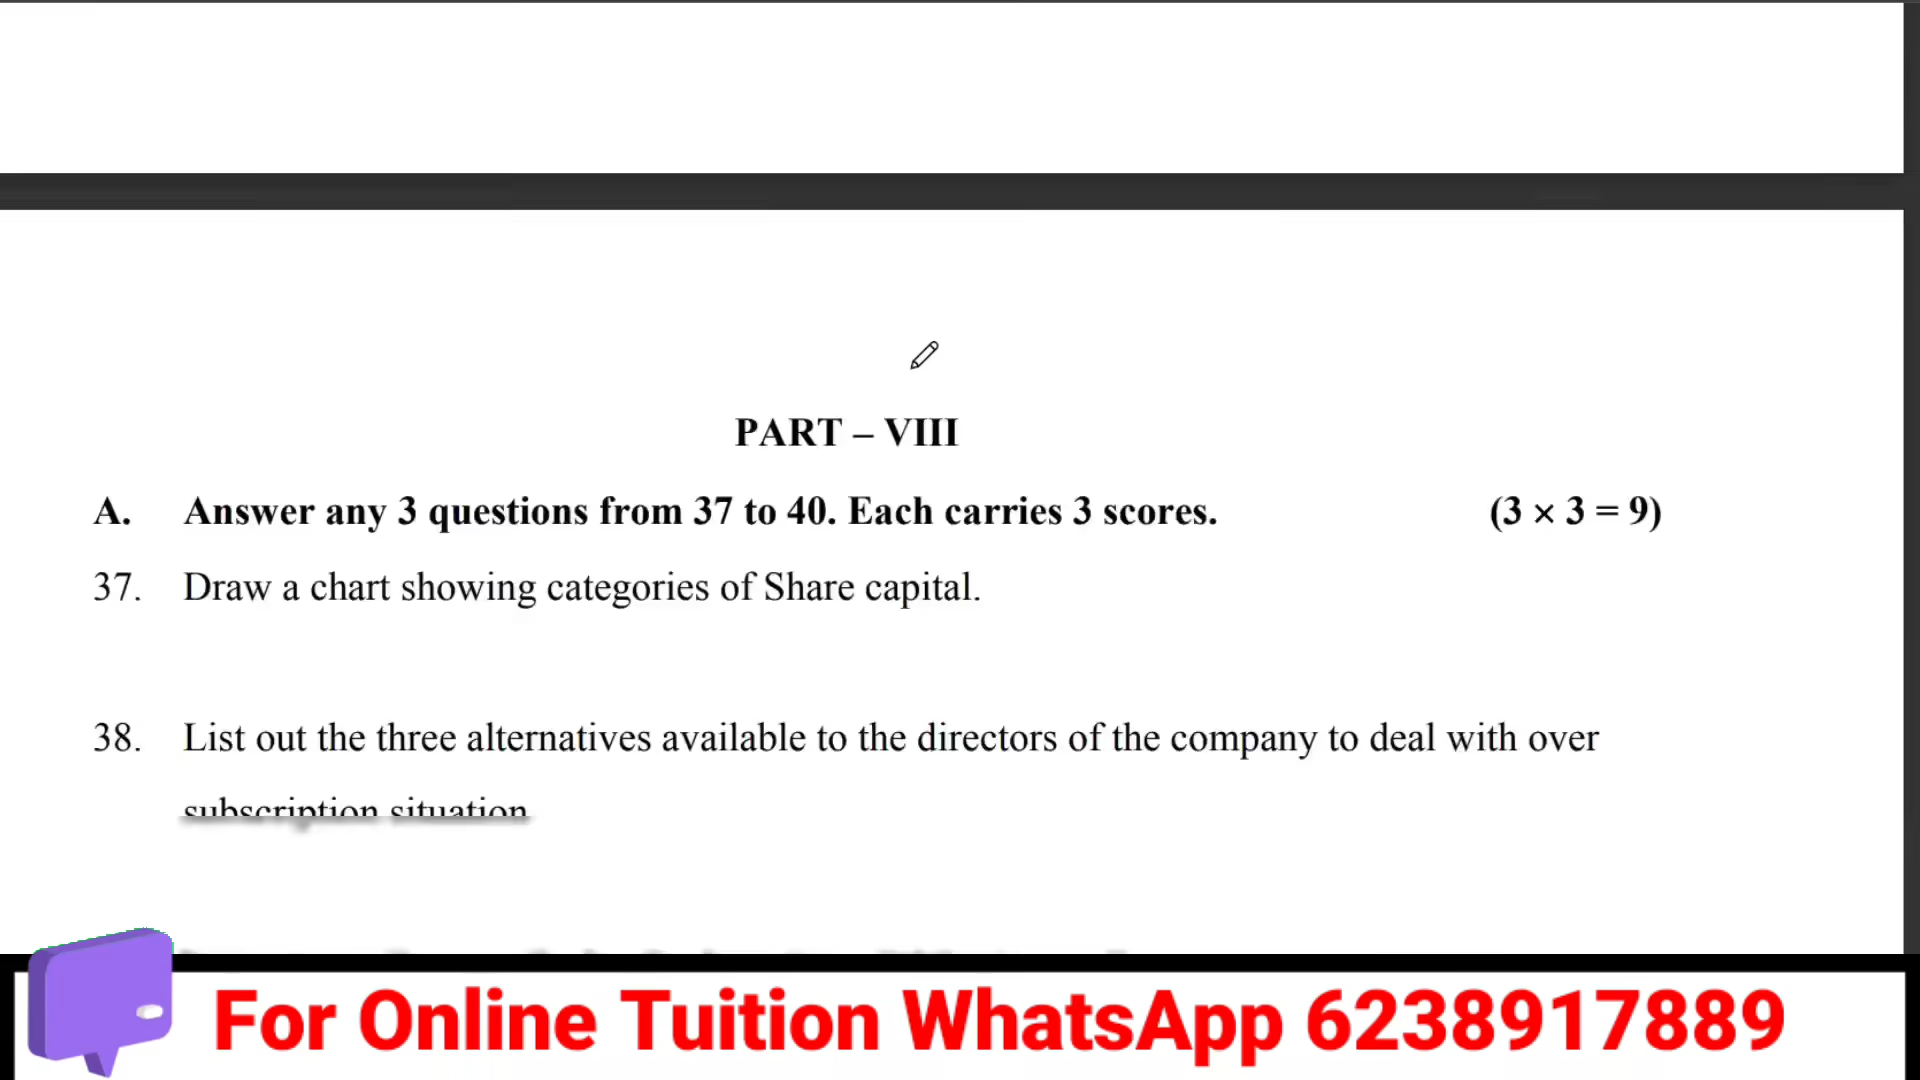 PART – VIII
A. Answer any 3 questions from 37 to 40. Each carries 3 scores. (3 × 3 = 9)
37. Draw a chart showing categories of Share capital.
38. List out the three alternatives available to the directors of the company to deal with over
subscription situation
For Online Tuition WhatsApp 6238917889